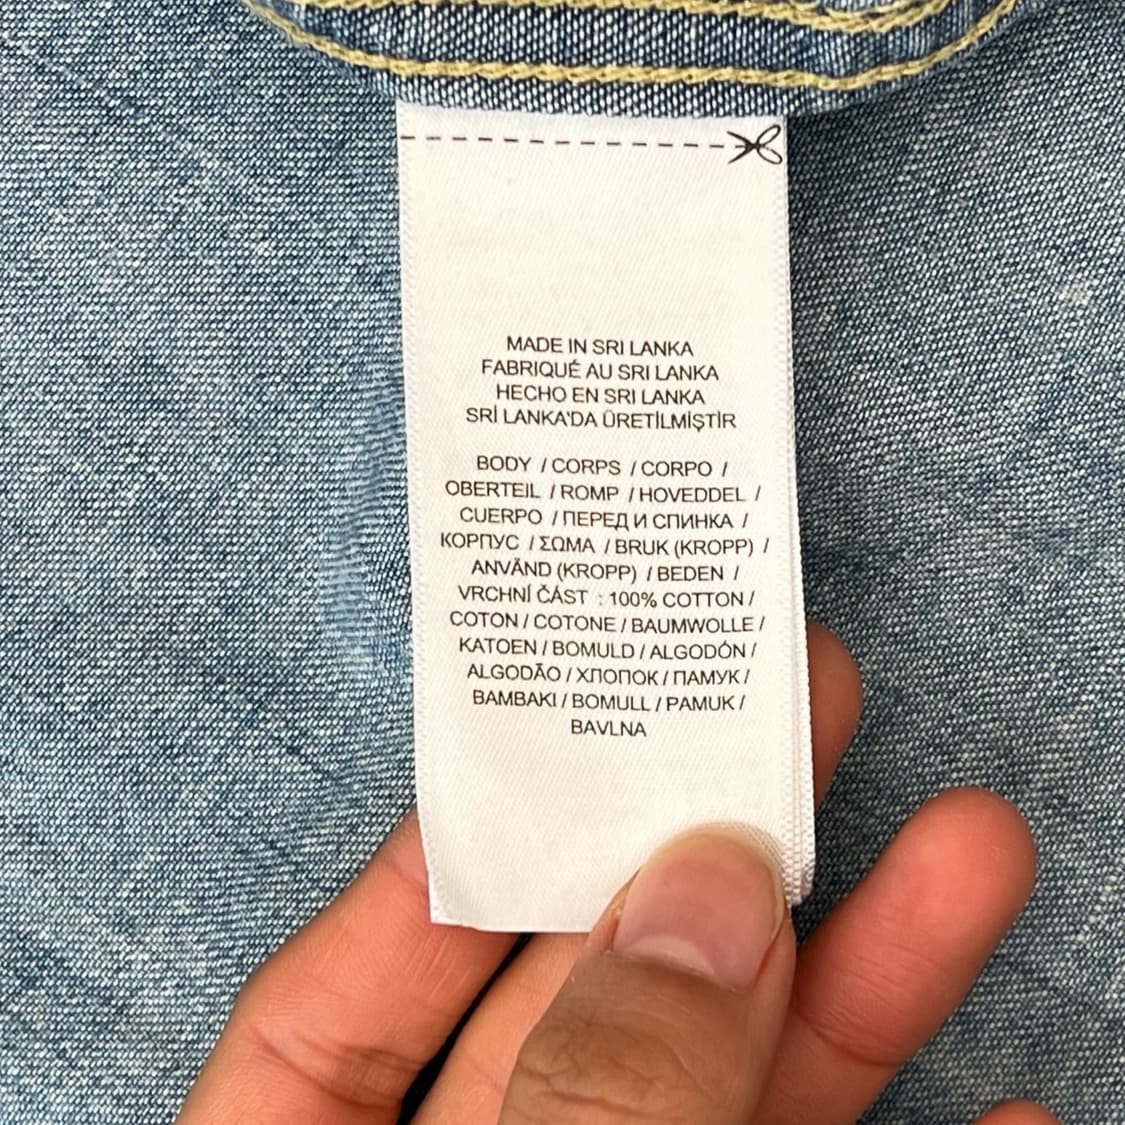 MADE IN SRI LANKA
FABRIQUÉ AU SRI LANKA
HECHO EN SRI LANKA
SRİ LANKA'DA ÜRETİLMİŞTİR
BODY / CORPS / CORPO /
OBERTEIL / ROMP / HOVEDDEL /
CUERPO / ПЕРЕД И СПИНКА /
КОРПУС / ΣΩΜΑ / BRUK (KROPP) /
ANVÄND (KROPP) / BEDEN /
VRCHNÍ ČÁST : 100% COTTON /
COTON / COTONE / BAUMWOLLE /
KATOEN / BOMULD / ALGODÓN /
ALGODÃO / ХЛОПОК / ПАМУК /
BAMBAKI / BOMULL / PAMUK /
BAVLNA